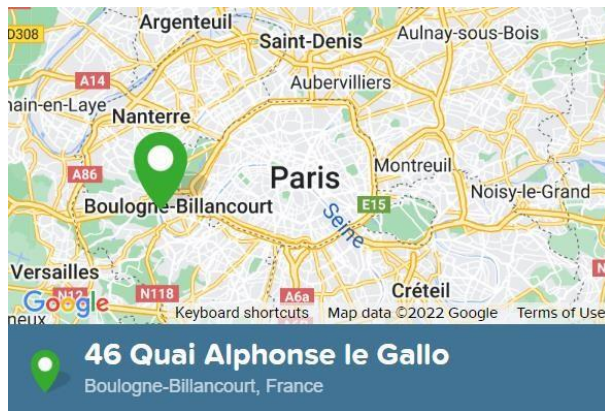 D308
Argenteuil
Saint-Denis
Aulnay-sous-Bois
A14
Aubervilliers
ain-en-Laye
Nanterre
A86
Paris
Montreuil
Noisy-le-Grand
Boulogne-Billancourt
E15
Seine
Versailles
Créteil
N12
N118
A6a
Google
Keyboard shortcuts Map data ©2022 Google Terms of Use
46 Quai Alphonse le Gallo
Boulogne-Billancourt, France